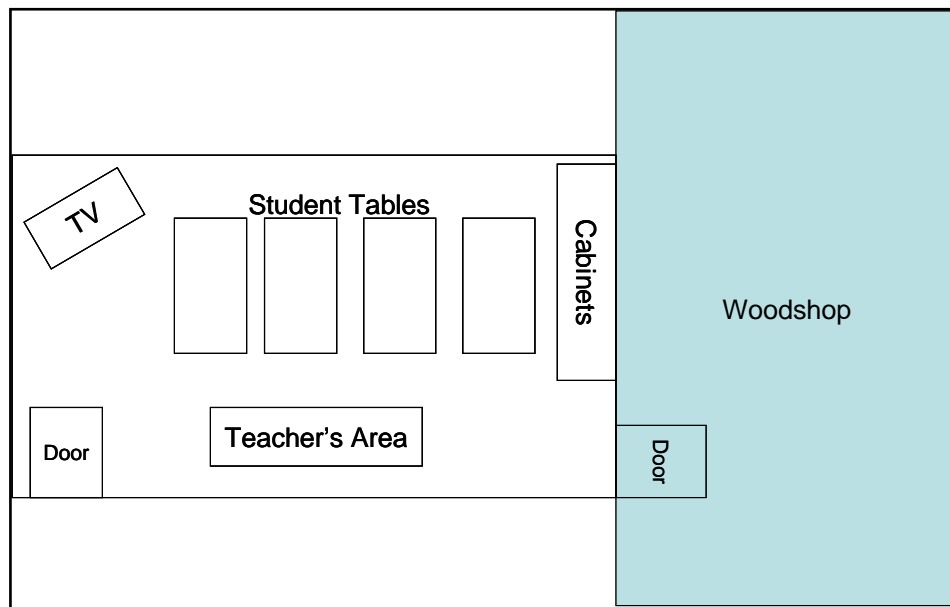 Student Tables
TV
Cabinets
Woodshop
Teacher's Area
Door
Door